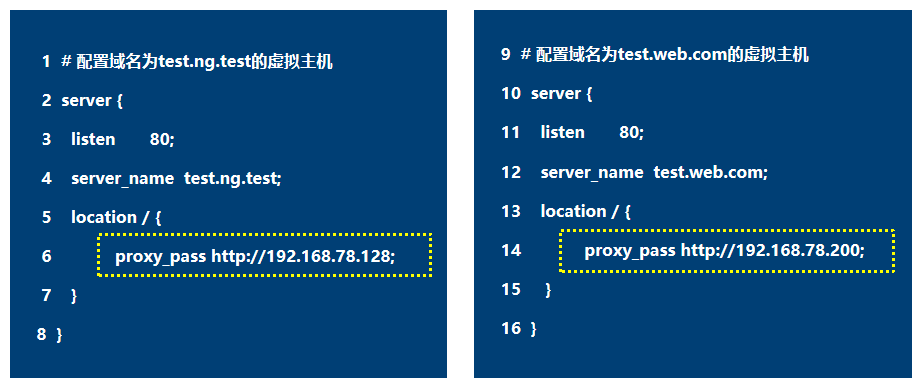 1 # 配置域名为test.ng.test的虚拟主机
2 server {
3 listen 80;
4 server_name test.ng.test;
5 location / {
6 proxy_pass http://192.168.78.128;
7 }
8 }
9 # 配置域名为test.web.com的虚拟主机
10 server {
11 listen 80;
12 server_name test.web.com;
13 location / {
14 proxy_pass http://192.168.78.200;
15 }
16 }